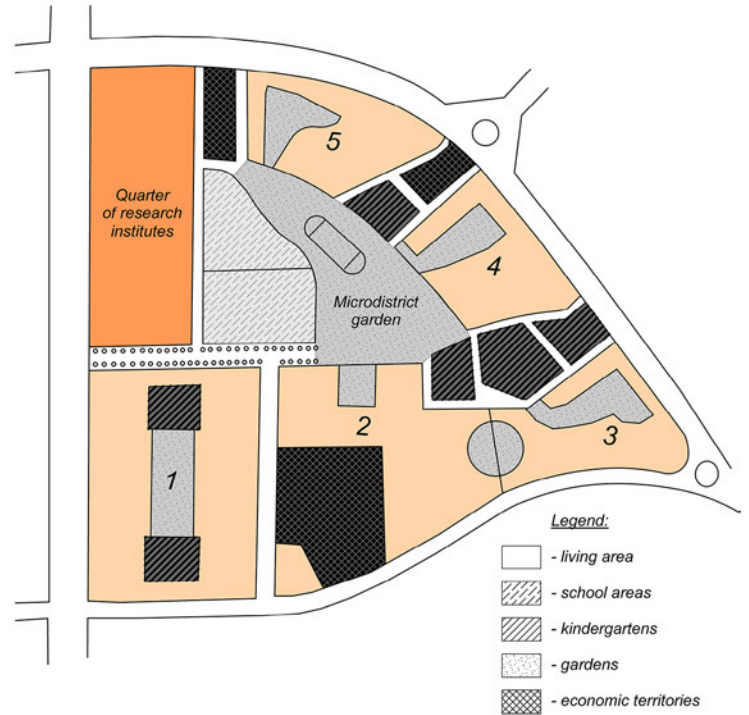 5
Quarter
of research
institutes
4
Microdistrict
garden
2
3
1
Legend:
- living area
- school areas
- kindergartens
- gardens
- economic territories